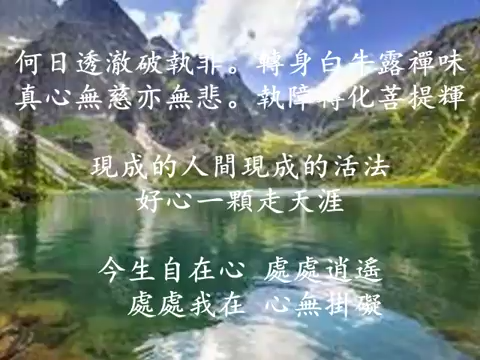 何日透澈破執罪。轉身白牛露禪味
真心無慈亦無悲。執障得化菩提輝
現成的人間現成的活法
好心一顆走天涯
今生自在心 處處逍遙
處處我在 心無掛礙